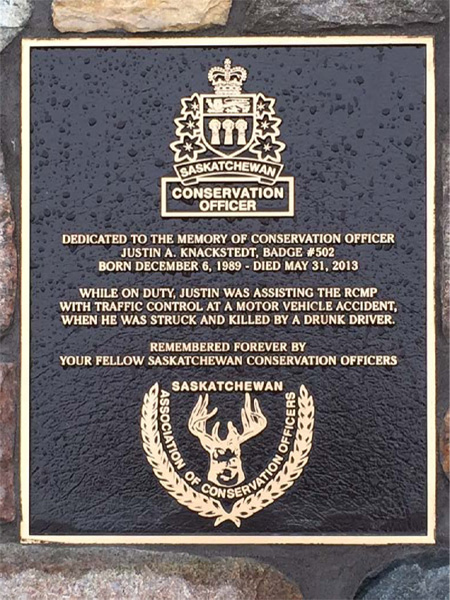 SASKATCHEWAN
CONSERVATION
OFFICER
DEDICATED TO THE MEMORY OF CONSERVATION OFFICER
JUSTIN A. KNACKSTEDT, BADGE #502
BORN DECEMBER 6, 1989 - DIED MAY 31, 2013
WHILE ON DUTY, JUSTIN WAS ASSISTING THE RCMP
WITH TRAFFIC CONTROL AT A MOTOR VEHICLE ACCIDENT,
WHEN HE WAS STRUCK AND KILLED BY A DRUNK DRIVER.
REMEMBERED FOREVER BY
YOUR FELLOW SASKATCHEWAN CONSERVATION OFFICERS
SASKATCHEWAN
ASSOCIATION OF CONSERVATION OFFICERS